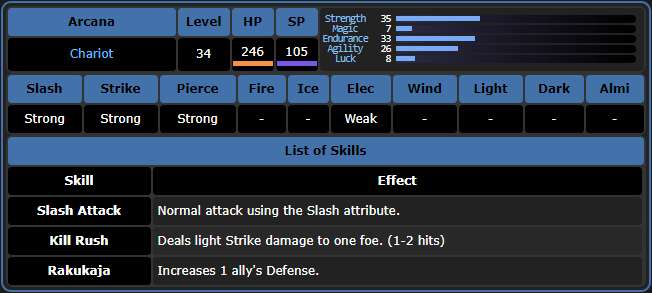 Arcana Level HP SP
Chariot 34 246 105
Strength 35
Magic 7
Endurance 33
Agility 26
Luck 8
Slash Strike Pierce Fire Ice Elec Wind Light Dark Almi
Strong Strong Strong - - Weak - - - -
List of Skills
Skill Effect
Slash Attack Normal attack using the Slash attribute.
Kill Rush Deals light Strike damage to one foe. (1-2 hits)
Rakukaja Increases 1 ally's Defense.